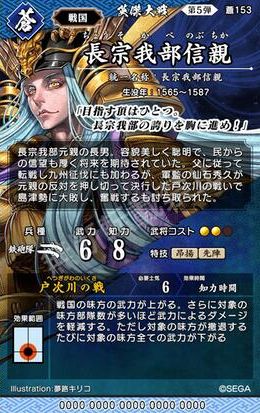 蒼
戦国
英傑大戦
第5弾
蒼153
ちょうそかべのぶちか
長宗我部信親
統一名称:長宗我部信親
生没年:1565～1587
「目指す頂はひとつ。
長宗我部の誇りを胸に進め!」
長宗我部元親の長男。容貌美しく聡明で、民から
の信望も厚く将来を期待されていた。父に従って
転戦し九州征伐にも加わるが、軍監の仙石秀久が
元親の反対を押し切って決行した戸次川の戦いで
島津勢に大敗し、奮戦するも討ち取られた。
兵種 武力 知力 武将コスト
鉄砲隊 6 8 特技 昂揚 先陣
べつぎがわのいくさ
戸次川の戦
必要士気 6
効果時間 知力時間
効果範囲
戦国の味方の武力が上がる。さらに対象の
味方部隊数が多いほど武力によるダメージ
を軽減する。ただし対象の味方が撤退する
たびに対象の味方全ての武力が下がる
Illustration:夢路キリコ
©SEGA
0000-0000-0000-0000-0000